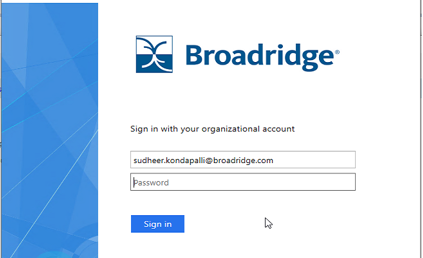 Broadridge®
Sign in with your organizational account
sudheer.kondapalli@broadridge.com
Password
Sign in